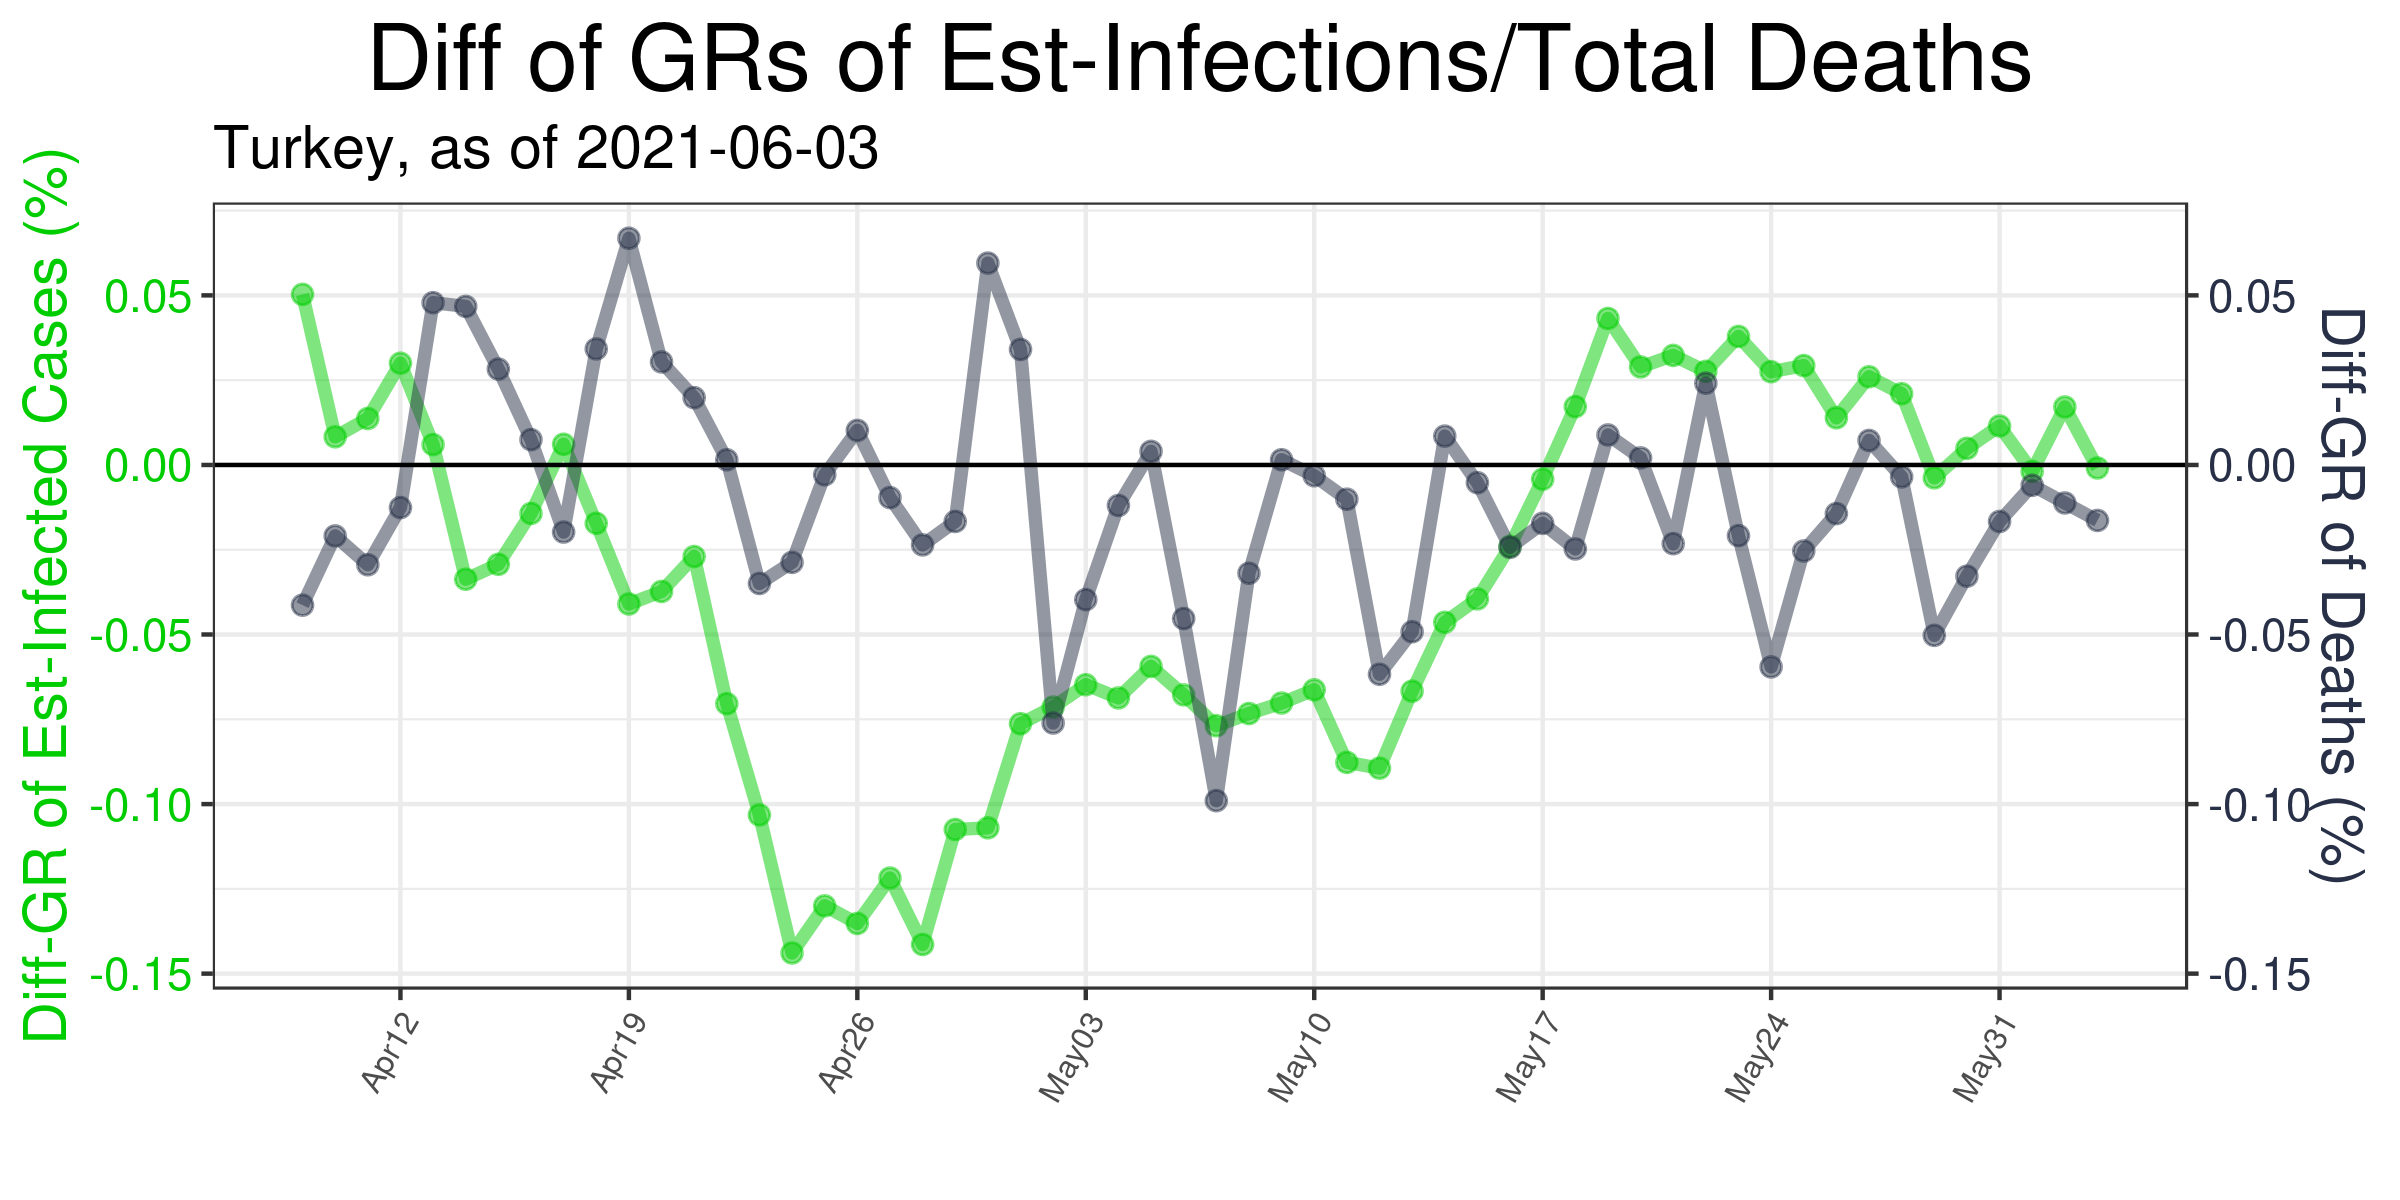 Diff of GRs of Est-Infections/Total Deaths
Turkey, as of 2021-06-03
Diff-GR of Est-Infected Cases (%)
0.05
0.00
-0.05
-0.10
-0.15
0.05
0.00
-0.05
-0.10
-0.15
Diff-GR of Deaths (%)
Apr12
Apr19
Apr26
May03
May10
May17
May24
May31